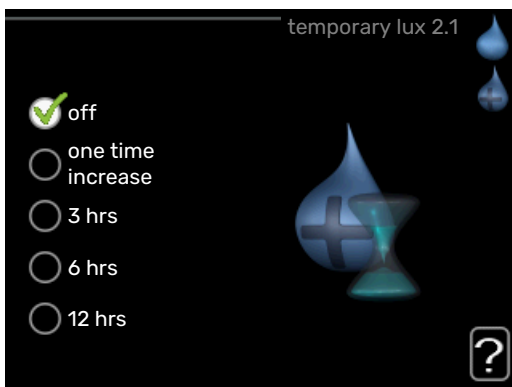 temporary lux 2.1
off
one time
increase
3 hrs
6 hrs
12 hrs
?